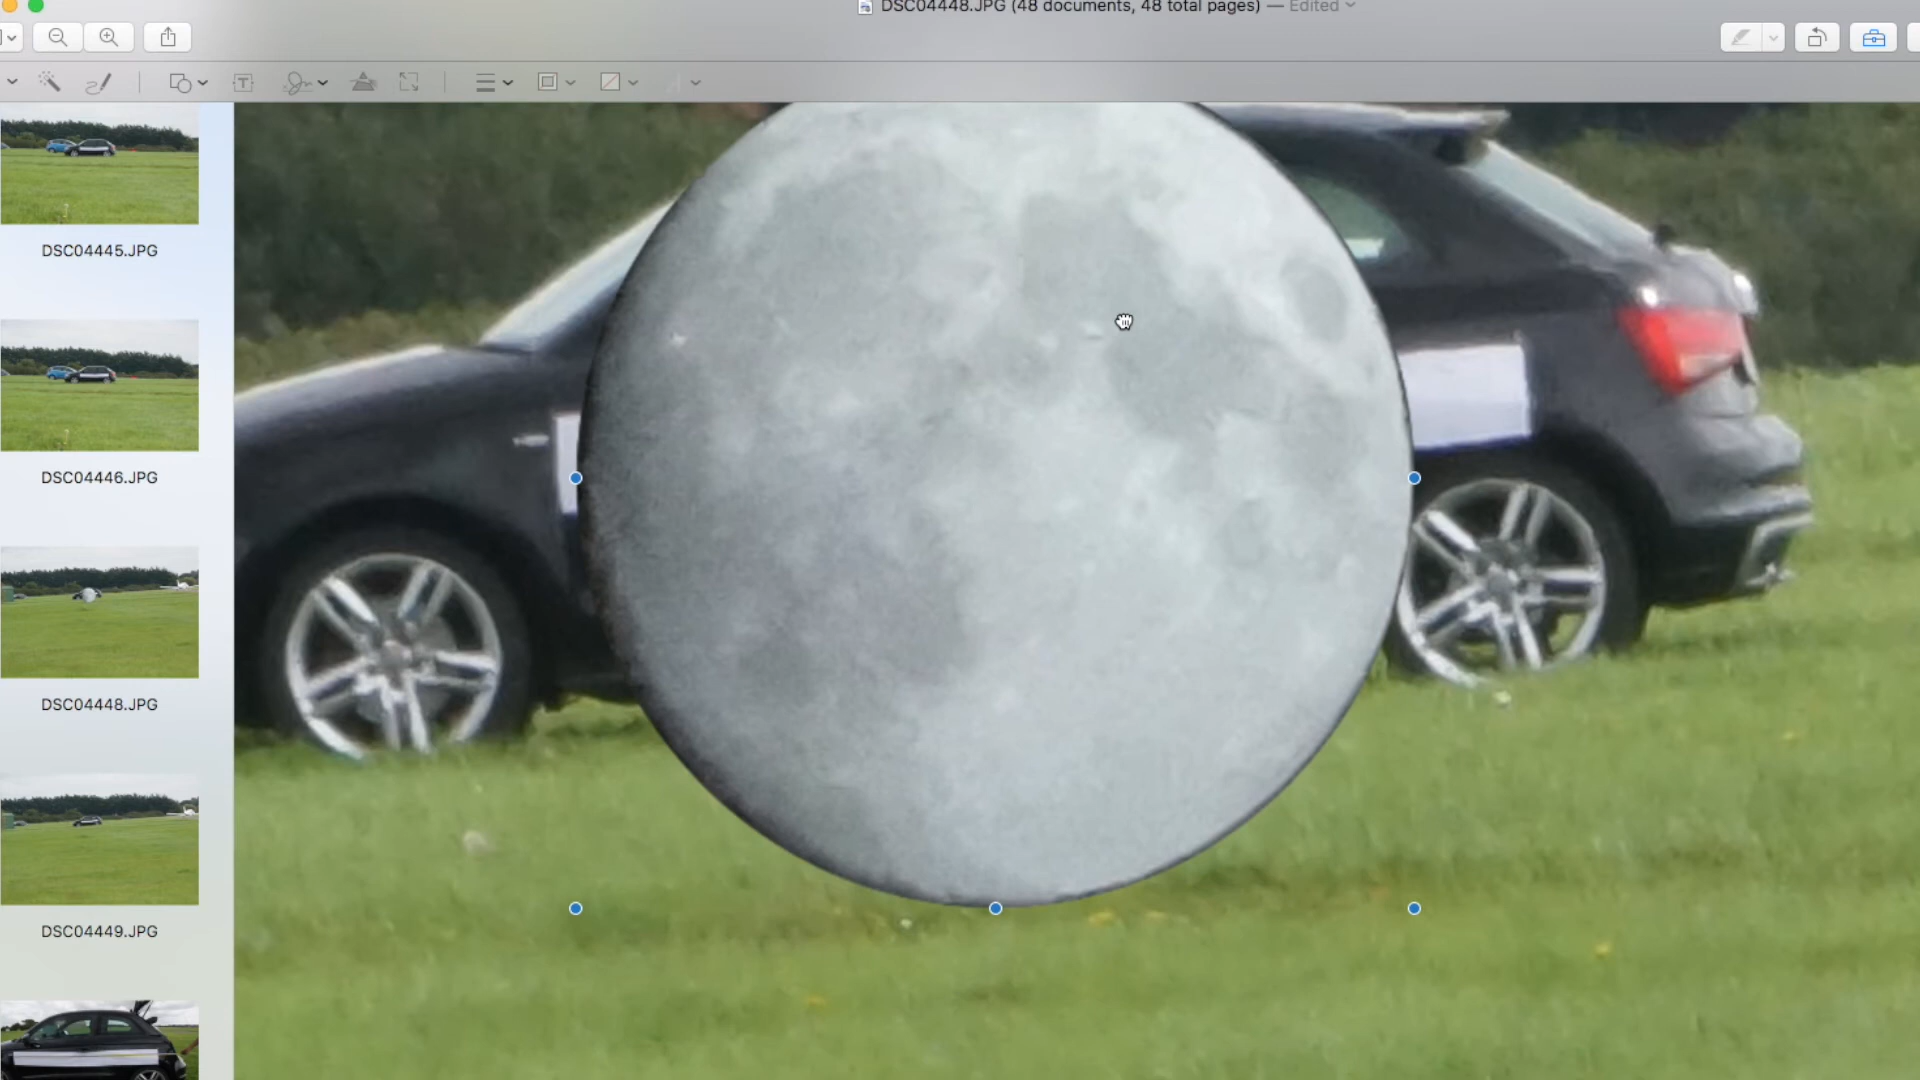 DSC04448.JPG (48 documents, 48 total pages) — Edited
DSC04445.JPG
DSC04446.JPG
DSC04448.JPG
DSC04449.JPG